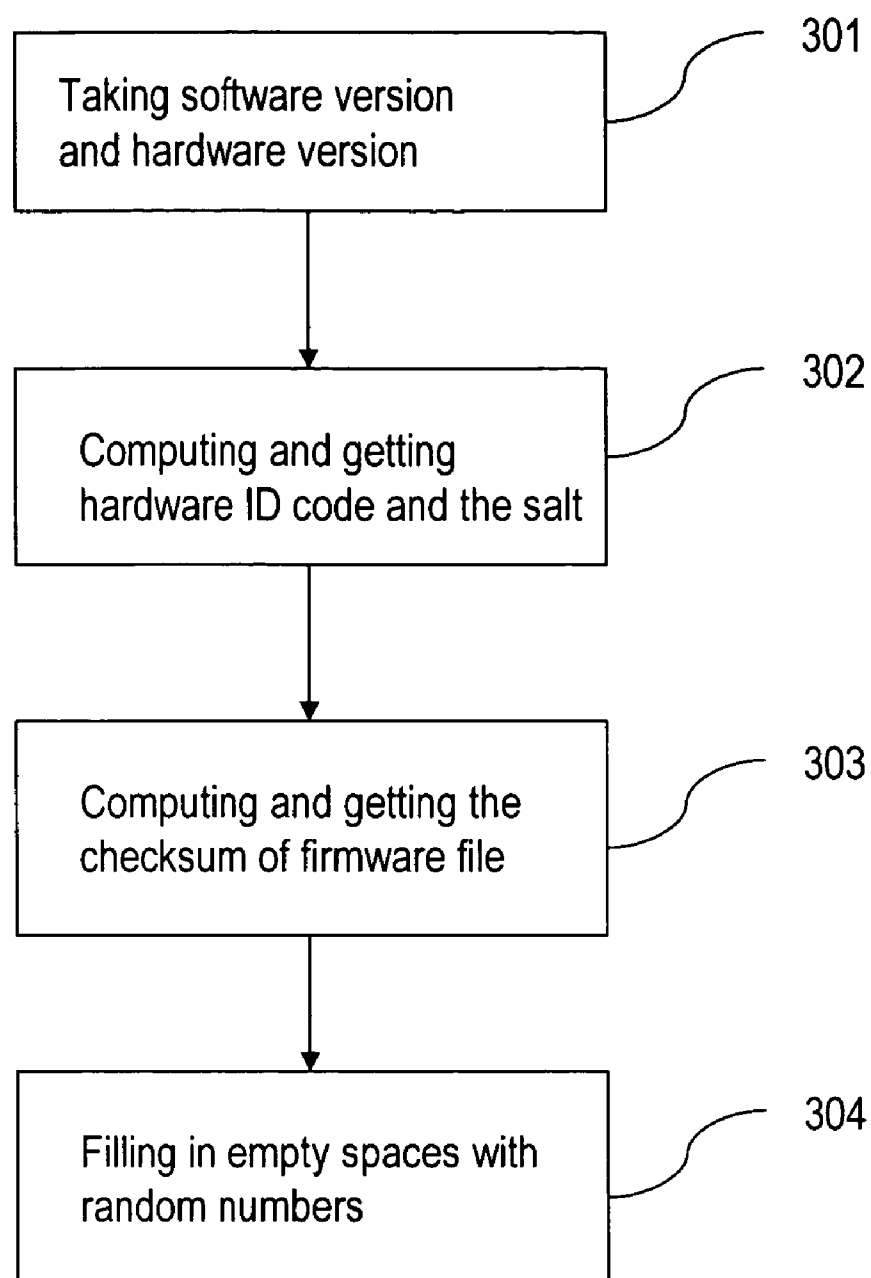 301
Taking software version
and hardware version
302
Computing and getting
hardware ID code and the salt
303
Computing and getting the
checksum of firmware file
304
Filling in empty spaces with
random numbers